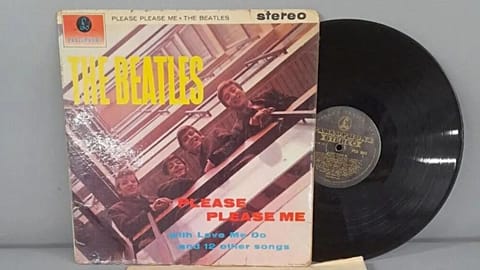 PLEASE PLEASE ME • THE BEATLES
stereo
PARLOPHONE
THE BEATLES
PLEASE
PLEASE ME
with Love Me Do
and 12 other songs